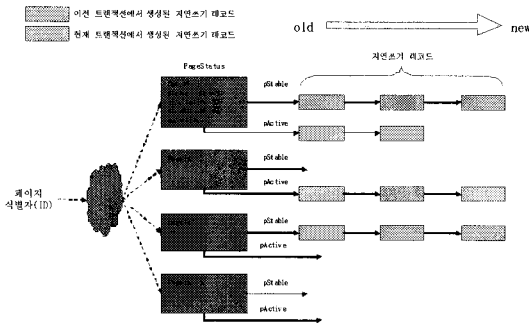 이전 트랜잭션에서 생성된 지연쓰기 레코드
현재 트랜잭션에서 생성된 지연쓰기 레코드
old
new
지연쓰기 레코드
PageStatus
pStable
pActive
pStable
pActive
페이지
식별자(ID)
pStable
pActive
pStable
pActive